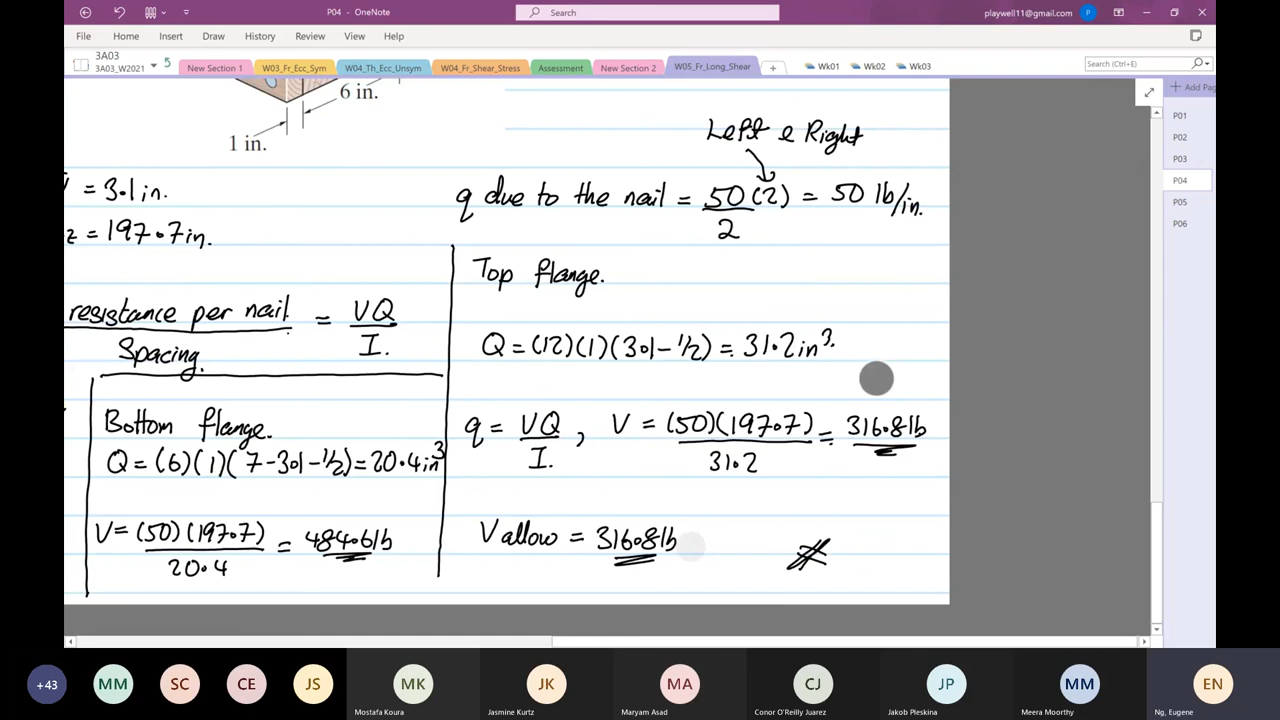 P04 - OneNote
Search
playwell11@gmail.com
P
File Home Insert Draw History Review View Help
3A03
3A03_W2021
5
New Section 1 W03_Fr_Ecc_Sym W04_Th_Ecc_Unsym W04_Fr_Shear_Stress Assessment New Section 2 W05_Fr_Long_Shear + Wk01 Wk02 Wk03
Search (Ctrl+E)
+ Add Pag
P01
P02
P03
P04
P05
P06
6 in.
1 in.
= 3.1 in.
z = 197.7 in.
resistance per nail = VQ
Spacing. I.
Bottom flange.
Q = (6)(1)(7-3.1-1/2) = 20.4 in3
V = (50)(197.7) = 484.6 lb
20.4
Left & Right
q due to the nail = 50 (2) = 50 lb/in.
2
Top flange.
Q = (12)(1)(3.1-1/2) = 31.2 in3.
q = VQ , V = (50)(197.7) = 316.8 lb
I. 31.2
V allow = 316.8 lb
+43 MM SC CE JS MK JK MA CJ JP MM EN
Mostafa Koura Jasmine Kurtz Maryam Asad Conor O'Reilly Juarez Jakob Pleskina Meera Moorthy Ng, Eugene